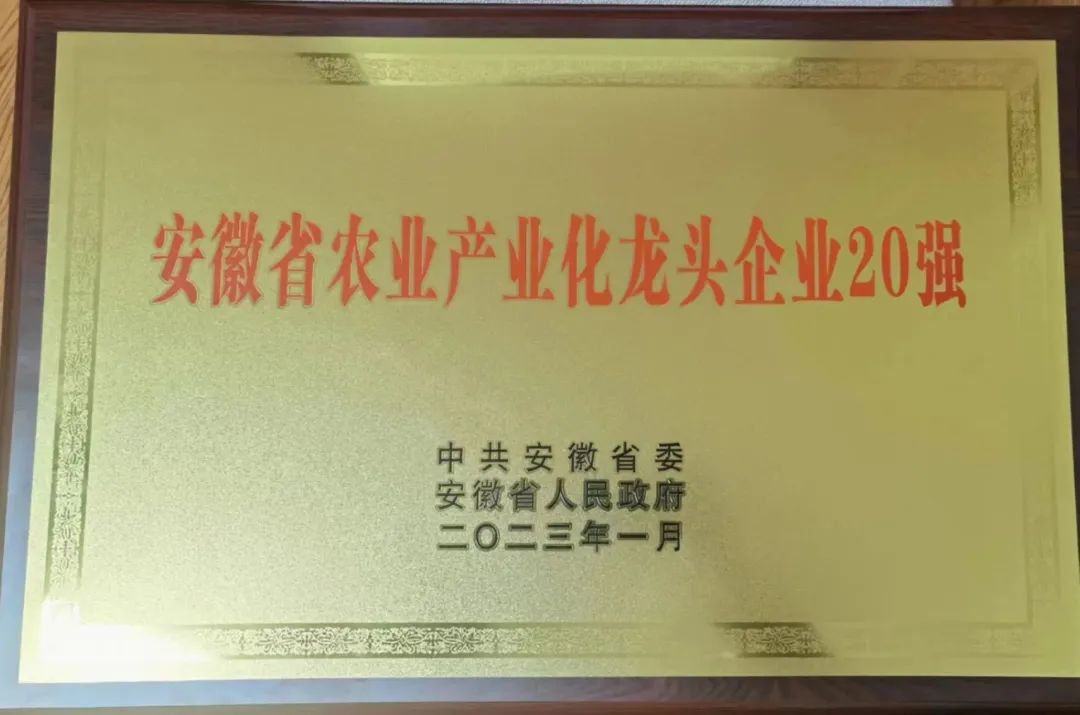 安徽省农业产业化龙头企业20强
中共安徽省委
安徽省人民政府
二〇二三年一月